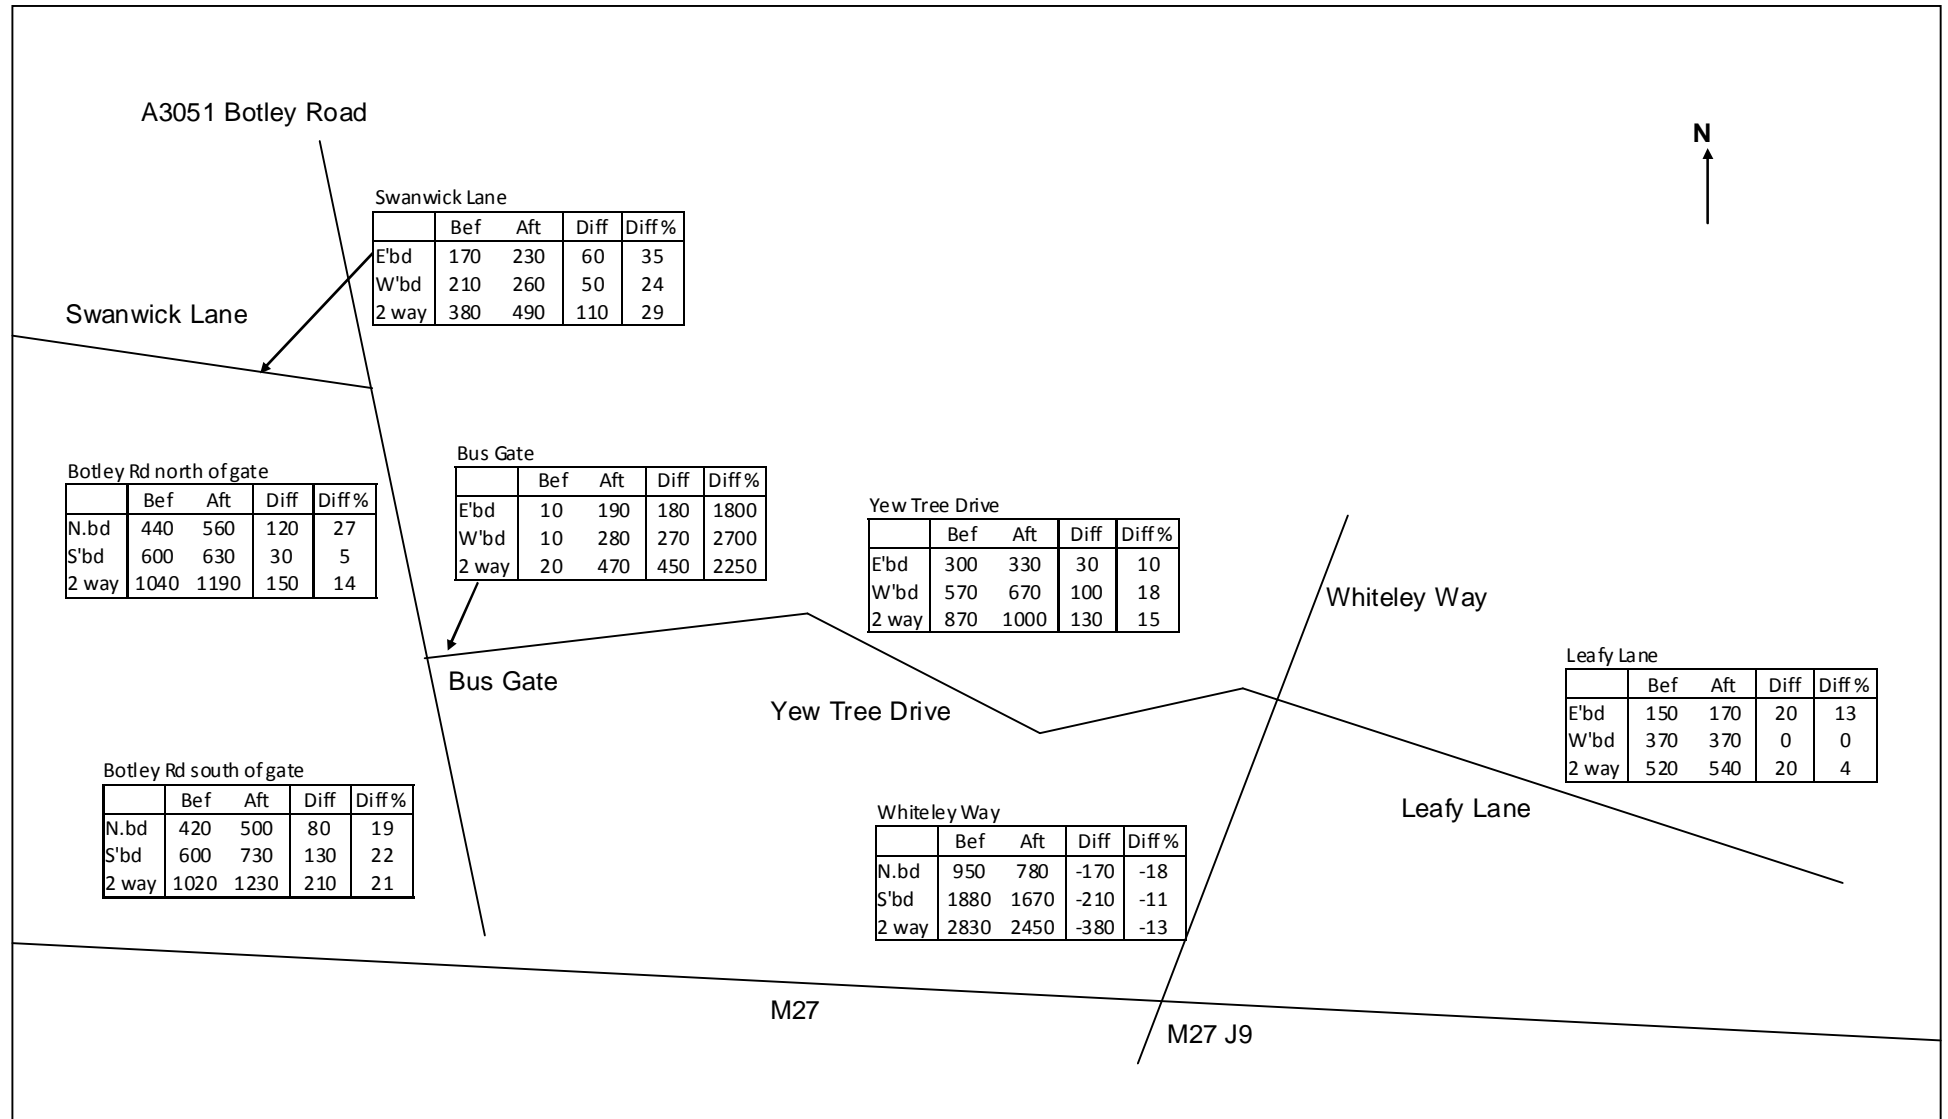 A3051 Botley Road
N
Swanwick Lane
Bef Aft Diff Diff%
E'bd 170 230 60 35
W'bd 210 260 50 24
2 way 380 490 110 29
Swanwick Lane
Botley Rd north of gate
Bef Aft Diff Diff%
N.bd 440 560 120 27
S'bd 600 630 30 5
2 way 1040 1190 150 14
Bus Gate
Bef Aft Diff Diff%
E'bd 10 190 180 1800
W'bd 10 280 270 2700
2 way 20 470 450 2250
Yew Tree Drive
Bef Aft Diff Diff%
E'bd 300 330 30 10
W'bd 570 670 100 18
2 way 870 1000 130 15
Whiteley Way
Bus Gate
Yew Tree Drive
Leafy Lane
Bef Aft Diff Diff%
E'bd 150 170 20 13
W'bd 370 370 0 0
2 way 520 540 20 4
Botley Rd south of gate
Bef Aft Diff Diff%
N.bd 420 500 80 19
S'bd 600 730 130 22
2 way 1020 1230 210 21
Whiteley Way
Bef Aft Diff Diff%
N.bd 950 780 -170 -18
S'bd 1880 1670 -210 -11
2 way 2830 2450 -380 -13
Leafy Lane
M27
M27 J9